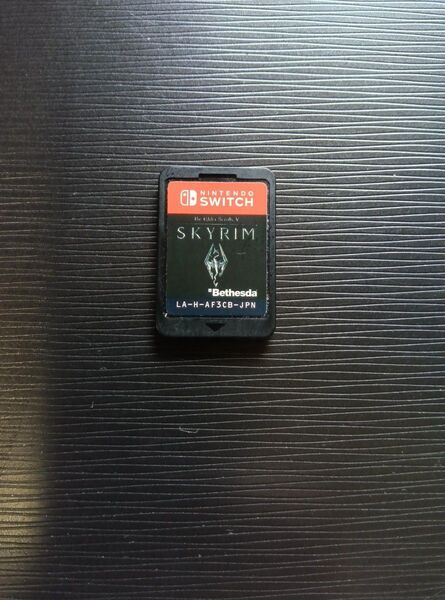 NINTENDO
SWITCH
The Elder Scrolls V
SKYRIM
Bethesda
LA-H-AF3CB-JPN